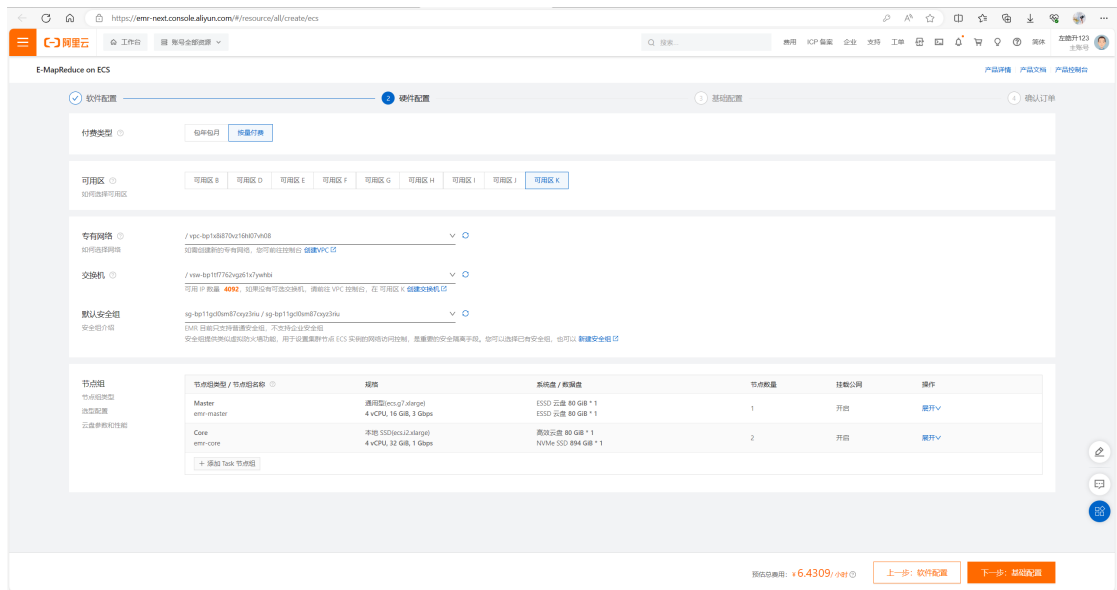 https://emr-next.console.aliyun.com/#/resource/all/create/ecs
阿里云 工作台 账号全部资源 搜索... 费用 ICP 备案 企业 支持 工单 简体 左皓升123
主账号
E-MapReduce on ECS 产品详情 产品文档 产品控制台
软件配置 2 硬件配置 3 基础配置 4 确认订单
付费类型 包年包月 按量付费
可用区 可用区 B 可用区 D 可用区 E 可用区 F 可用区 G 可用区 H 可用区 I 可用区 J 可用区 K
如何选择可用区
专有网络 / vpc-bp1x8i870vz16hl07vh08
如何选择网络 如需创建新的专有网络，您可前往控制台 创建VPC
交换机 / vsw-bp1tf7762vgz61x7ywhbi
可用 IP 数量 4092，如果没有可选交换机，请前往 VPC 控制台，在 可用区 K 创建交换机
默认安全组 sg-bp11gcl0sm87cxyz3riu / sg-bp11gcl0sm87cxyz3riu
安全组介绍 EMR 目前只支持普通安全组，不支持企业安全组
安全组提供类似虚拟防火墙功能，用于设置集群节点 ECS 实例的网络访问控制，是重要的安全隔离手段。您可以选择已有安全组，也可以 新建安全组
节点组 节点组类型 / 节点组名称 规格 系统盘 / 数据盘 节点数量 挂载公网 操作
节点组类型
选型配置
云盘参数和性能
Master 通用型(ecs.g7.xlarge) ESSD 云盘 80 GiB * 1
emr-master 4 vCPU, 16 GiB, 3 Gbps ESSD 云盘 80 GiB * 1 1 开启 展开
Core 本地 SSD(ecs.i2.xlarge) 高效云盘 80 GiB * 1
emr-core 4 vCPU, 32 GiB, 1 Gbps NVMe SSD 894 GiB * 1 2 开启 展开
+ 添加 Task 节点组
预估总费用: ¥6.4309/小时 上一步：软件配置 下一步：基础配置